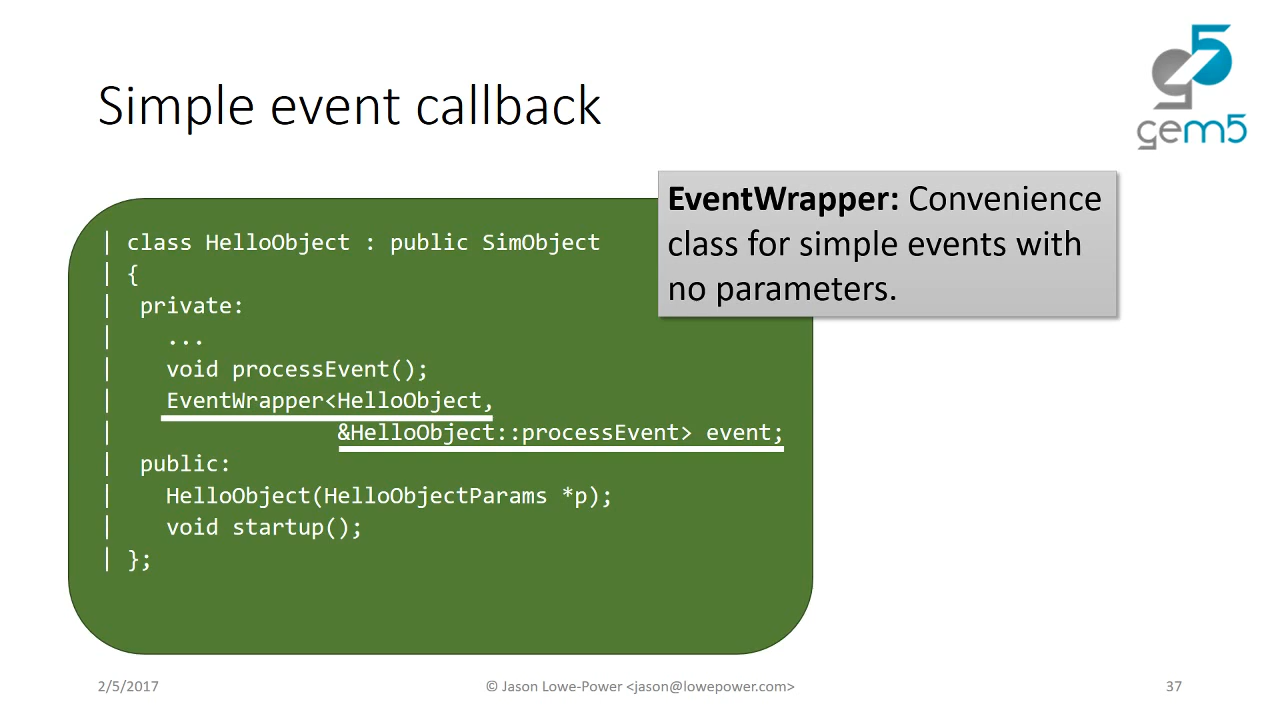 Simple event callback
gem5
EventWrapper: Convenience
class for simple events with
no parameters.
| class HelloObject : public SimObject
| {
|  private:
|    ...
|    void processEvent();
|    EventWrapper<HelloObject,
|                 &HelloObject::processEvent> event;
|  public:
|    HelloObject(HelloObjectParams *p);
|    void startup();
| };
2/5/2017
© Jason Lowe-Power <jason@lowepower.com>
37